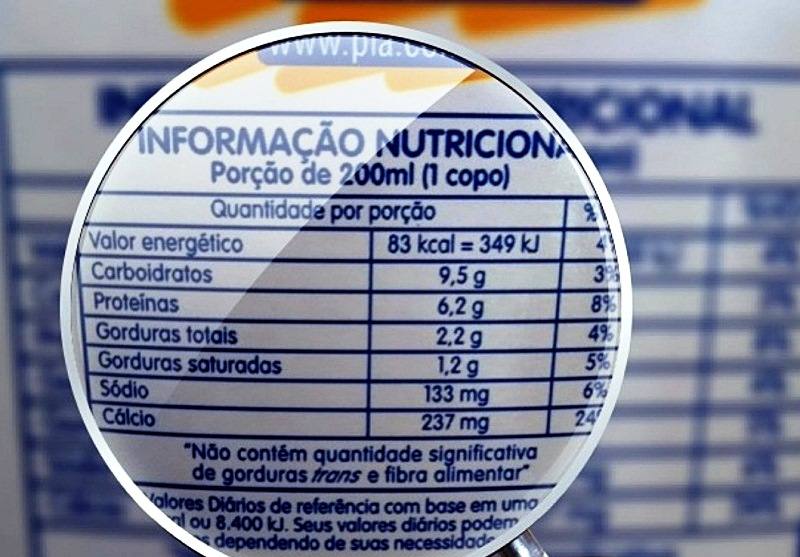 www.pia.co
INFORMAÇÃO NUTRICIONA
Porção de 200ml (1 copo)
Quantidade por porção %
Valor energético 83 kcal = 349 kJ 4%
Carboidratos 9,5 g 3%
Proteínas 6,2 g 8%
Gorduras totais 2,2 g 4%
Gorduras saturadas 1,2 g 5%
Sódio 133 mg 6%
Cálcio 237 mg 24%
"Não contém quantidade significativa
de gorduras trans e fibra alimentar"
Valores Diários de referência com base em uma
ou 8.400 kJ. Seus valores diários podem
dependendo de suas necessidade